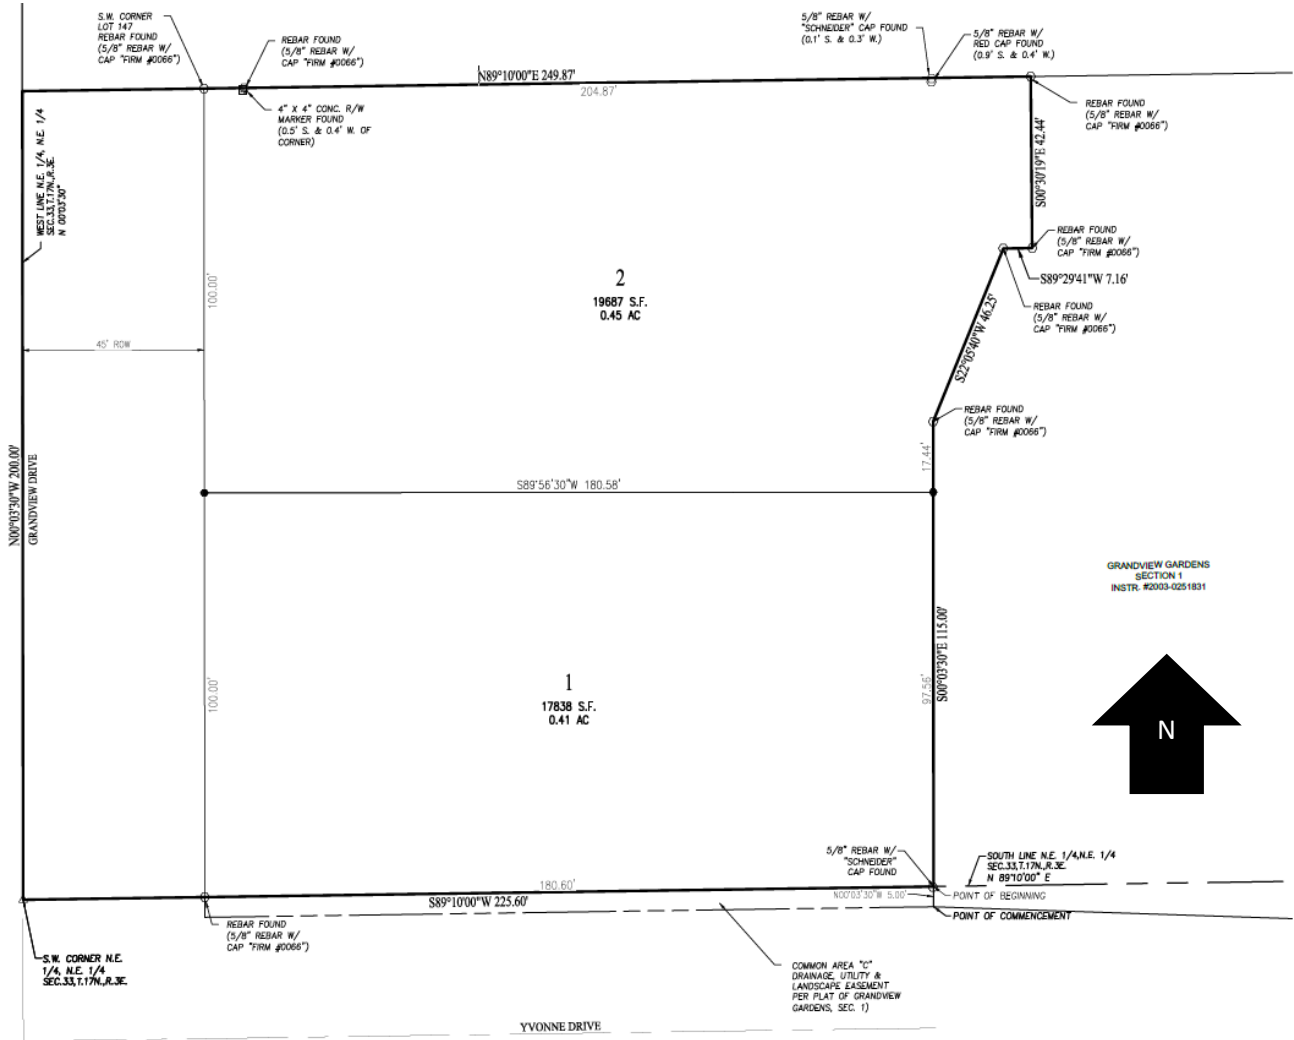 S.W. CORNER
LOT 147
REBAR FOUND
(5/8" REBAR W/
CAP "FIRM #0066")
REBAR FOUND
(5/8" REBAR W/
CAP "FIRM #0066")
5/8" REBAR W/
"SCHNEIDER" CAP FOUND
(0.1' S. & 0.3' W.)
5/8" REBAR W/
RED CAP FOUND
(0.9' S. & 0.4' W.)
N89°10'00"E 249.87'
204.87'
4" X 4" CONC. R/W
MARKER FOUND
(0.5' S. & 0.4' W. OF
CORNER)
REBAR FOUND
(5/8" REBAR W/
CAP "FIRM #0066")
WEST LINE N.E. 1/4, N.E. 1/4
SEC.33,T.17N.,R.3E.
N 00°03'30"
S00°30'19"E 42.44'
REBAR FOUND
(5/8" REBAR W/
CAP "FIRM #0066")
S89°29'41"W 7.16'
100.00'
2
19687 S.F.
0.45 AC
REBAR FOUND
(5/8" REBAR W/
CAP "FIRM #0066")
45' ROW
S22°05'40"W 46.25'
REBAR FOUND
(5/8" REBAR W/
CAP "FIRM #0066")
17.44'
N00°03'30"W 200.00'
GRANDVIEW DRIVE
S89°56'30"W 180.58'
GRANDVIEW GARDENS
SECTION 1
INSTR. #2003-0251831
S00°03'30"E 115.00'
97.56'
100.00'
1
17838 S.F.
0.41 AC
N
5/8" REBAR W/
"SCHNEIDER"
CAP FOUND
SOUTH LINE N.E. 1/4,N.E. 1/4
SEC.33,T.17N.,R.3E.
N 89°10'00" E
180.60'
S89°10'00"W 225.60'
N00°03'30"W 5.00'
POINT OF BEGINNING
POINT OF COMMENCEMENT
REBAR FOUND
(5/8" REBAR W/
CAP "FIRM #0066")
S.W. CORNER N.E.
1/4, N.E. 1/4
SEC.33,T.17N.,R.3E.
COMMON AREA "C"
DRAINAGE, UTILITY &
LANDSCAPE EASEMENT
PER PLAT OF GRANDVIEW
GARDENS, SEC. 1)
YVONNE DRIVE